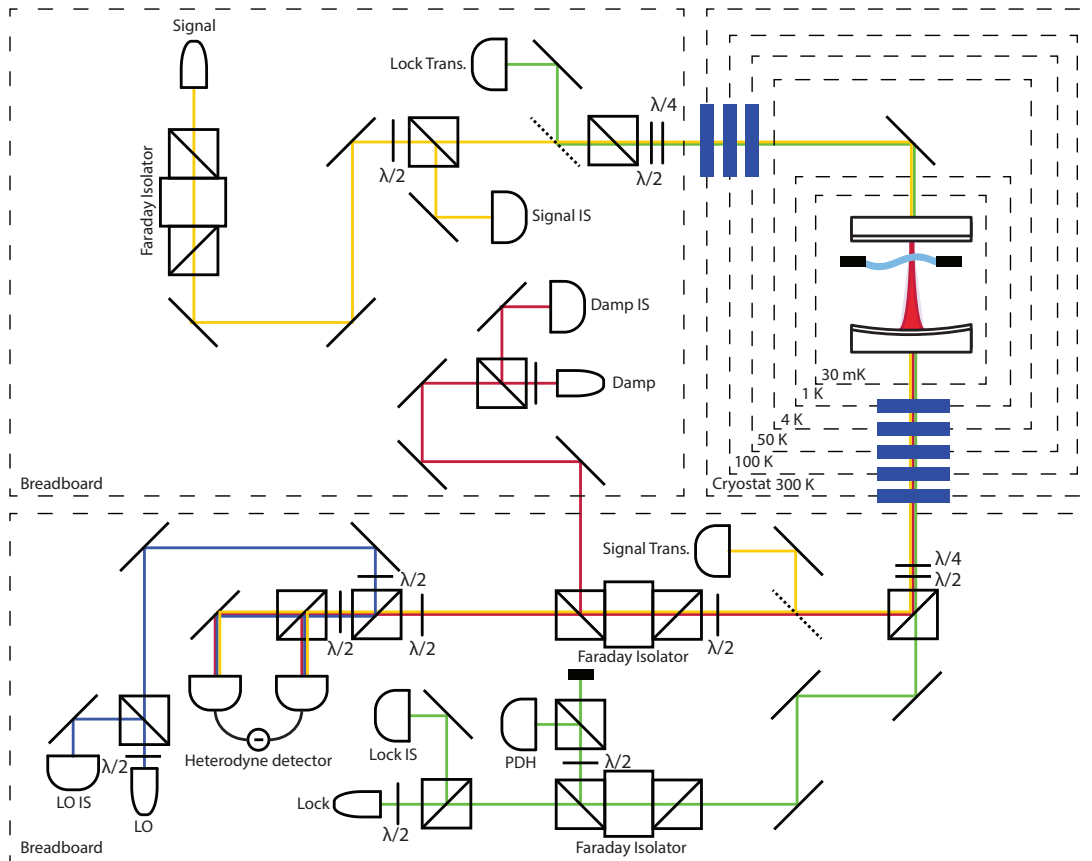 Signal
Lock Trans.
λ/4
λ/2
λ/2
Faraday Isolator
Signal IS
Damp IS
Damp
30 mK
1 K
4 K
50 K
100 K
Breadboard
Cryostat 300 K
Signal Trans.
λ/4
λ/2
λ/2
λ/2
λ/2
λ/2
Faraday Isolator
Lock IS
PDH
λ/2
Heterodyne detector
λ/2
LO IS
LO
Lock
λ/2
Faraday Isolator
Breadboard